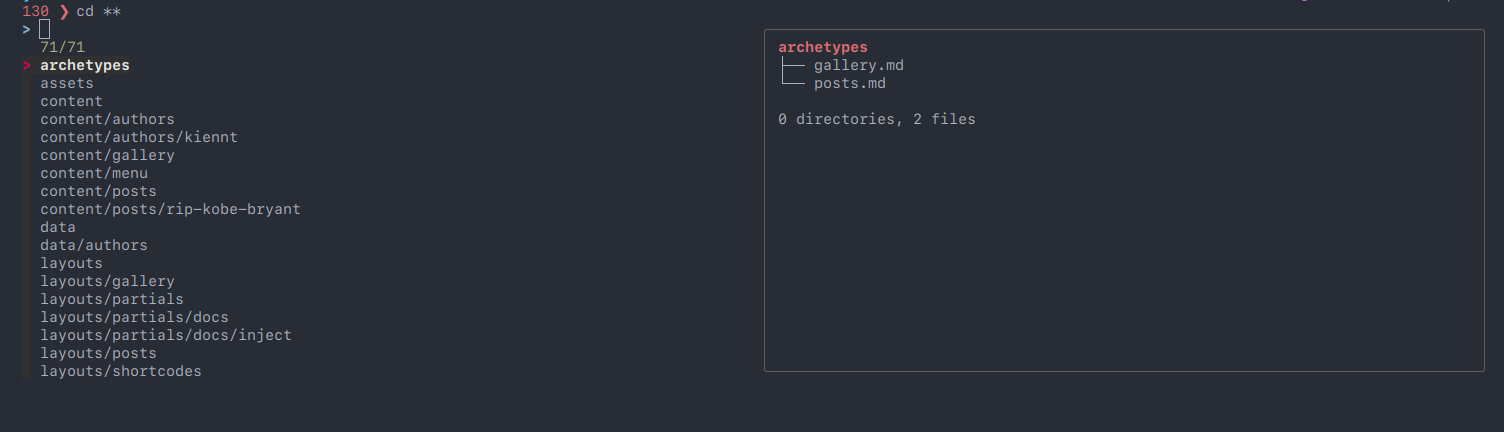 130 ❯ cd **
>
71/71
> archetypes
assets
content
content/authors
content/authors/kiennt
content/gallery
content/menu
content/posts
content/posts/rip-kobe-bryant
data
data/authors
layouts
layouts/gallery
layouts/partials
layouts/partials/docs
layouts/partials/docs/inject
layouts/posts
layouts/shortcodes
archetypes
├── gallery.md
└── posts.md
0 directories, 2 files